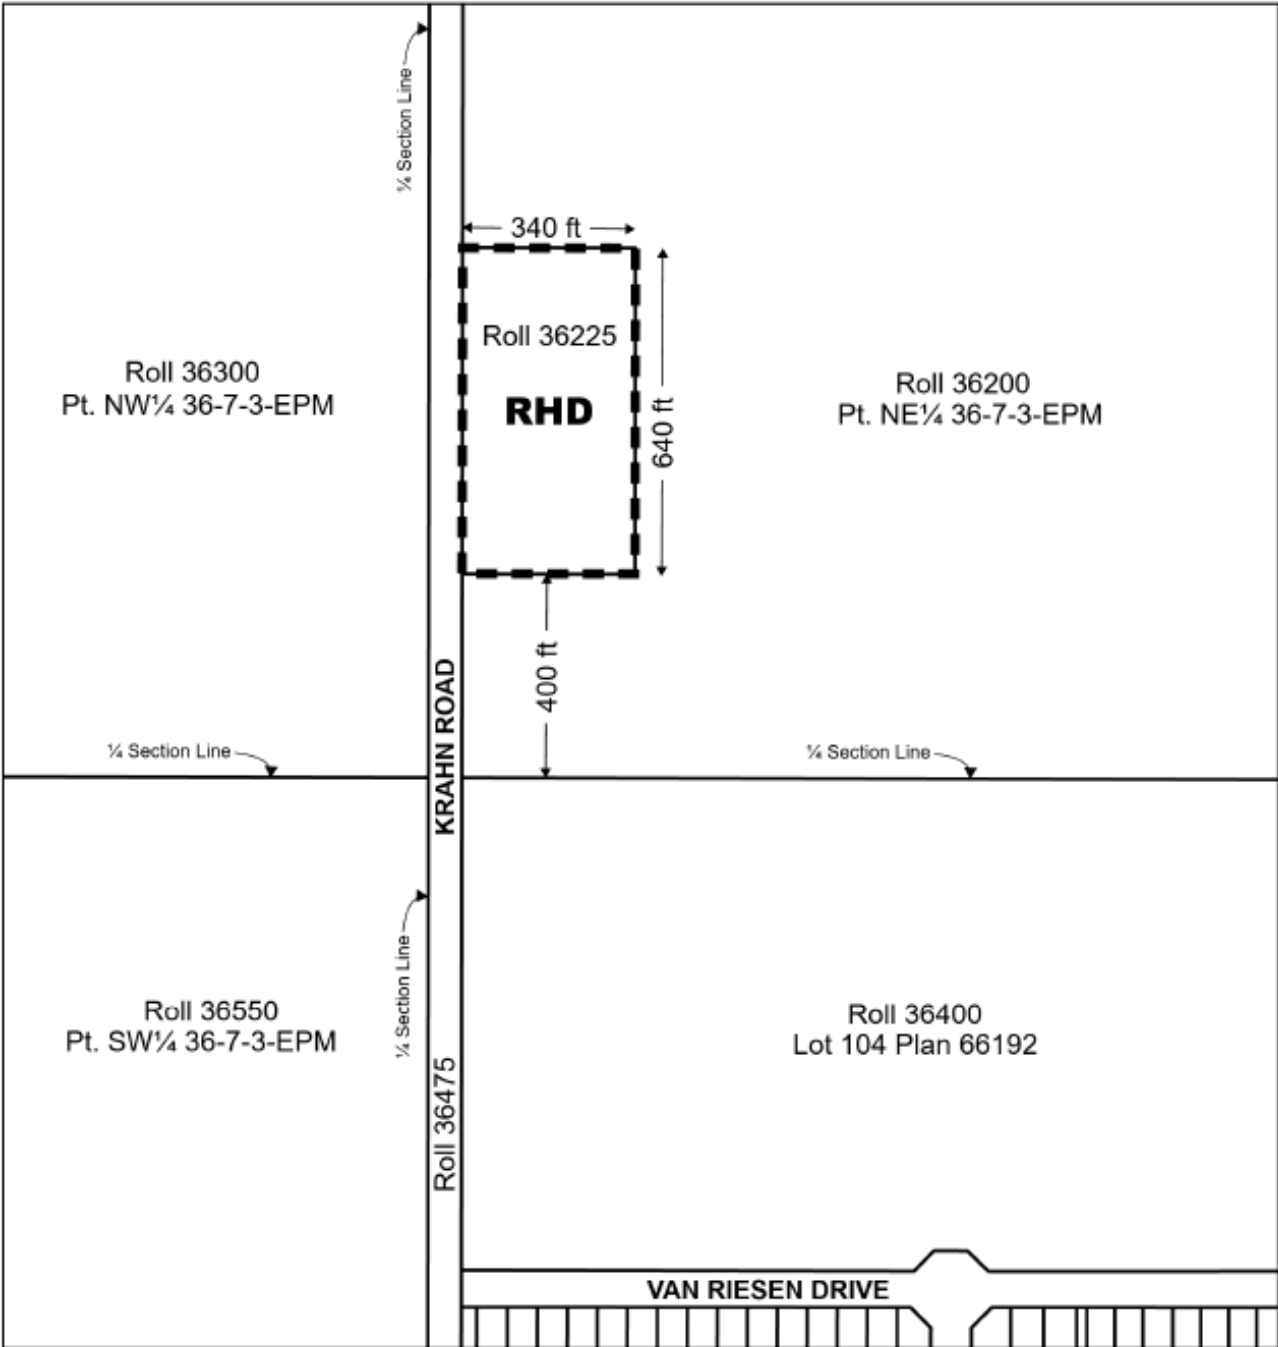 ¼ Section Line
340 ft
Roll 36225
RHD
640 ft
Roll 36300
Pt. NW¼ 36-7-3-EPM
Roll 36200
Pt. NE¼ 36-7-3-EPM
400 ft
KRAHN ROAD
¼ Section Line
¼ Section Line
¼ Section Line
Roll 36550
Pt. SW¼ 36-7-3-EPM
Roll 36475
Roll 36400
Lot 104 Plan 66192
VAN RIESEN DRIVE